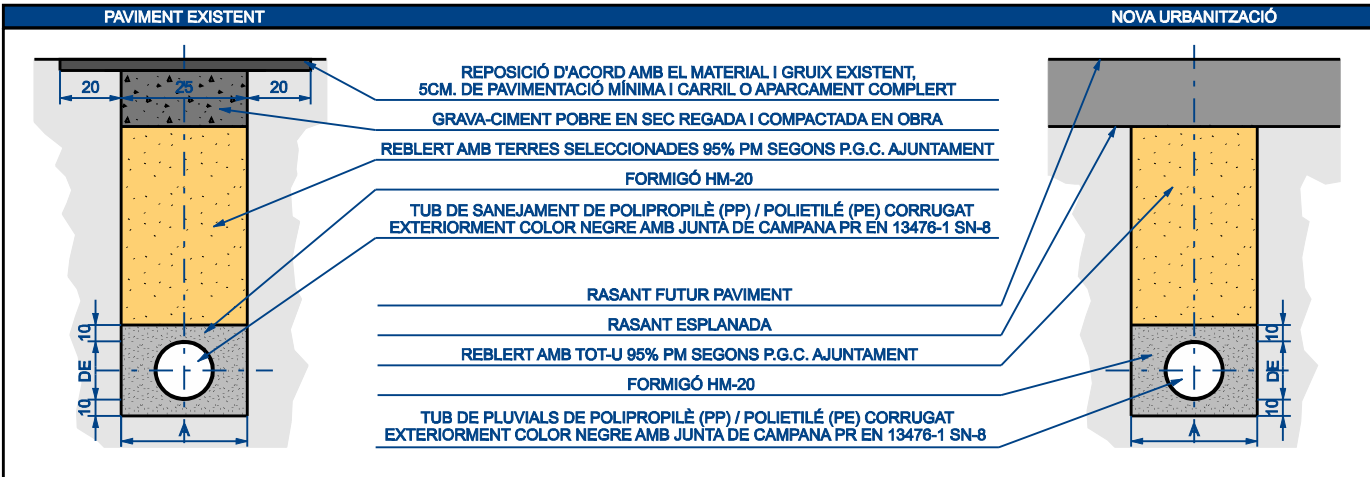 PAVIMENT EXISTENT
NOVA URBANITZACIÓ
20
25
20
REPOSICIÓ D'ACORD AMB EL MATERIAL I GRUIX EXISTENT,
5CM. DE PAVIMENTACIÓ MÍNIMA I CARRIL O APARCAMENT COMPLERT
GRAVA-CIMENT POBRE EN SEC REGADA I COMPACTADA EN OBRA
REBLERT AMB TERRES SELECCIONADES 95% PM SEGONS P.G.C. AJUNTAMENT
FORMIGÓ HM-20
TUB DE SANEJAMENT DE POLIPROPILÈ (PP) / POLIETILÉ (PE) CORRUGAT
EXTERIORMENT COLOR NEGRE AMB JUNTA DE CAMPANA PR EN 13476-1 SN-8
RASANT FUTUR PAVIMENT
RASANT ESPLANADA
REBLERT AMB TOT-U 95% PM SEGONS P.G.C. AJUNTAMENT
FORMIGÓ HM-20
TUB DE PLUVIALS DE POLIPROPILÈ (PP) / POLIETILÉ (PE) CORRUGAT
EXTERIORMENT COLOR NEGRE AMB JUNTA DE CAMPANA PR EN 13476-1 SN-8
10
DE
10
A
10
DE
10
A